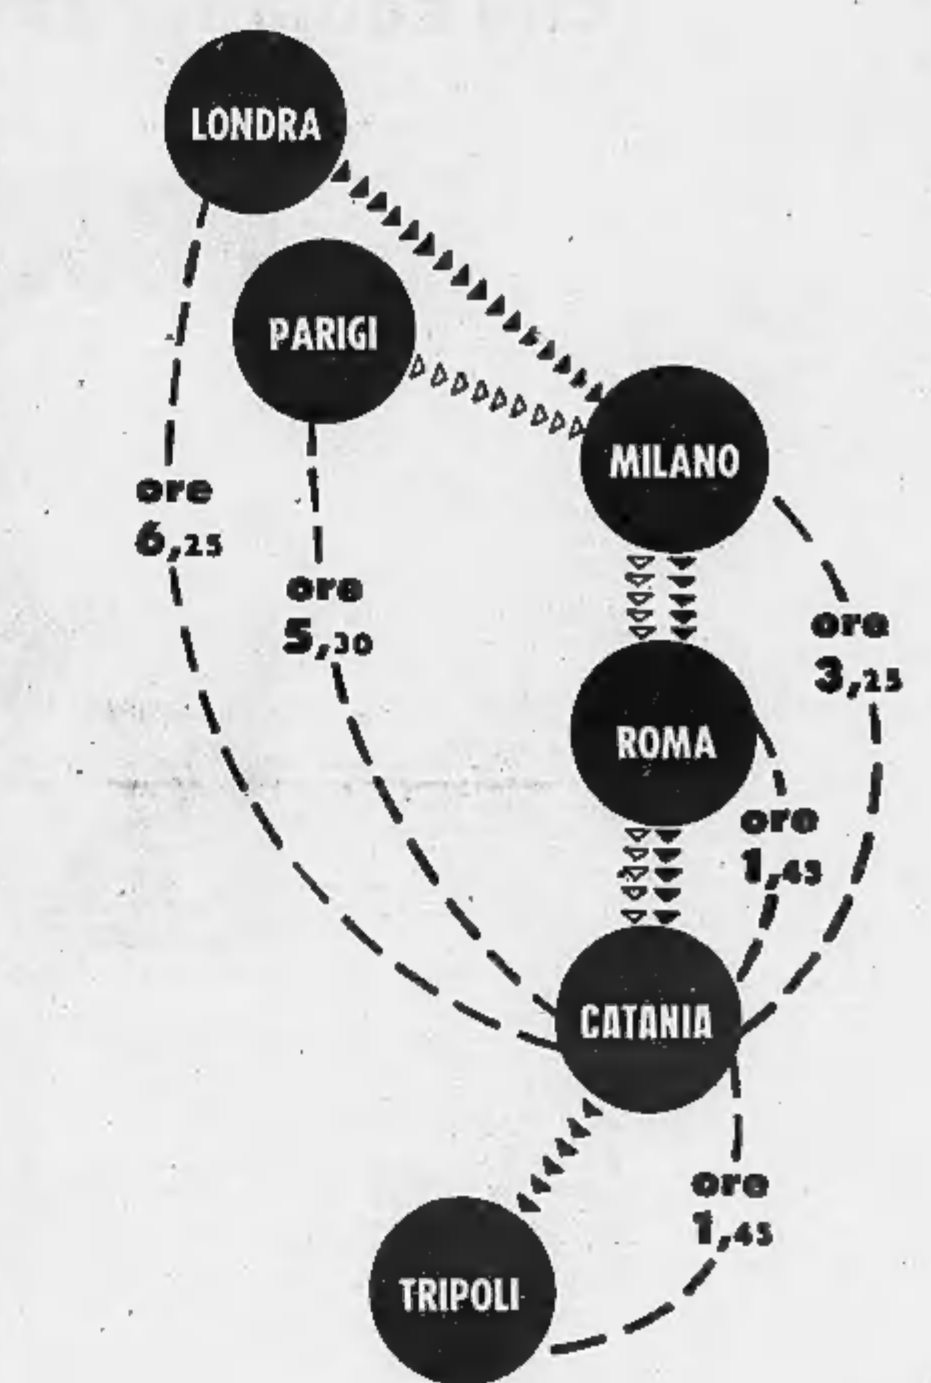 LONDRA
PARIGI
MILANO
ore
6,25
ore
5,30
ore
3,25
ROMA
ore
1,45
CATANIA
ore
1,45
TRIPOLI